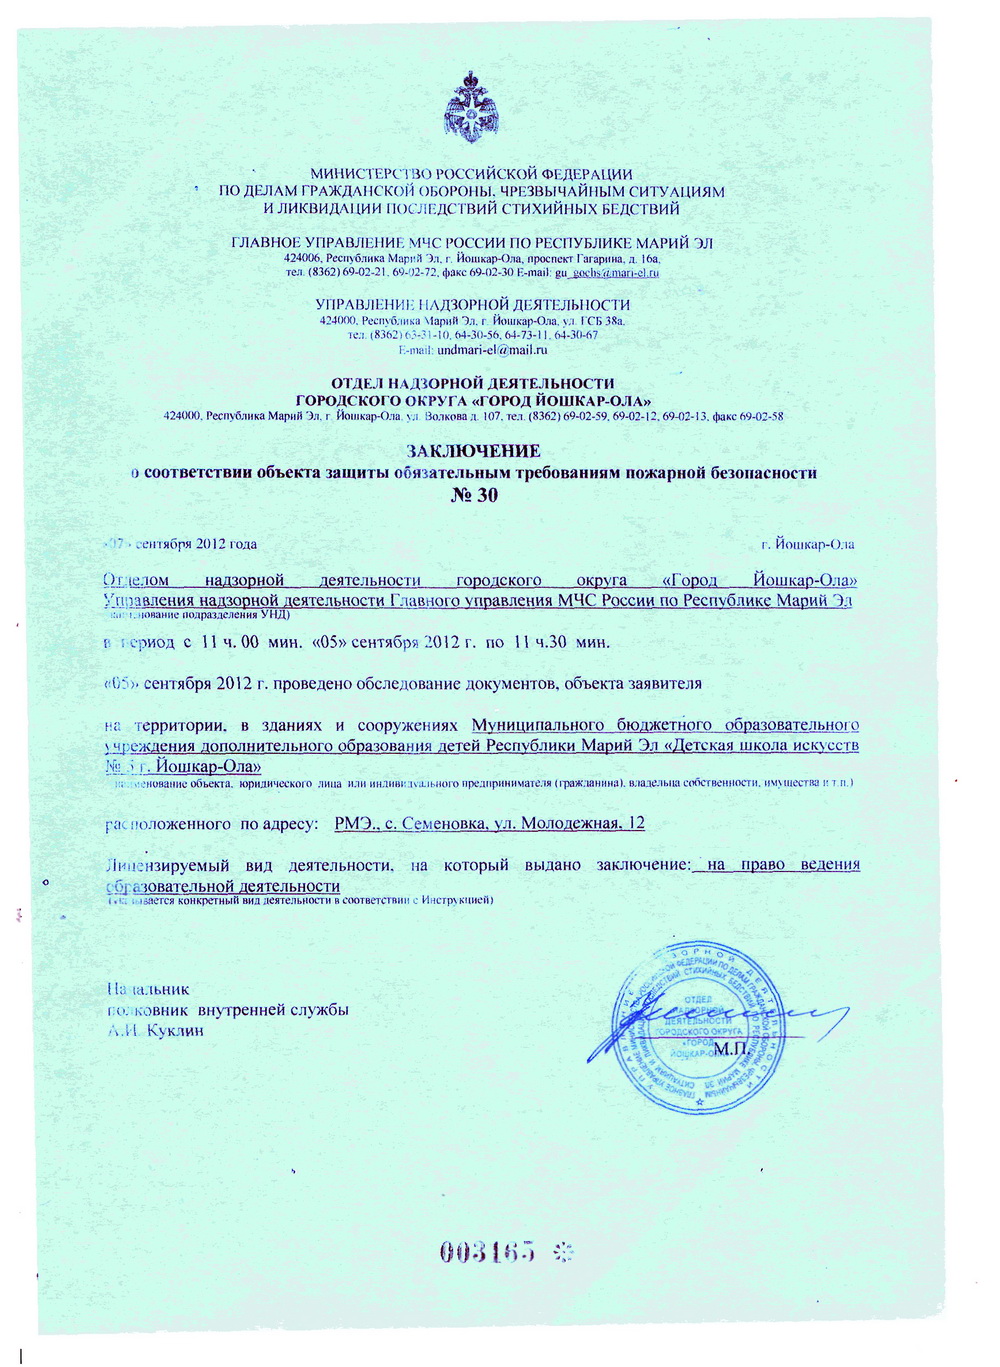 МИНИСТЕРСТВО РОССИЙСКОЙ ФЕДЕРАЦИИ
ПО ДЕЛАМ ГРАЖДАНСКОЙ ОБОРОНЫ, ЧРЕЗВЫЧАЙНЫМ СИТУАЦИЯМ
И ЛИКВИДАЦИИ ПОСЛЕДСТВИЙ СТИХИЙНЫХ БЕДСТВИЙ
ГЛАВНОЕ УПРАВЛЕНИЕ МЧС РОССИИ ПО РЕСПУБЛИКЕ МАРИЙ ЭЛ
424006, Республика Марий Эл, г. Йошкар-Ола, проспект Гагарина, д. 16а,
тел. (8362) 69-02-21, 69-02-72, факс 69-02-30 E-mail: gu_gochs@mari-el.ru
УПРАВЛЕНИЕ НАДЗОРНОЙ ДЕЯТЕЛЬНОСТИ
424000, Республика Марий Эл, г. Йошкар-Ола, ул. ГСБ 38а,
тел. (8362) 63-31-10, 64-30-56, 64-73-11, 64-30-67
E-mail: undmari-el@mail.ru
ОТДЕЛ НАДЗОРНОЙ ДЕЯТЕЛЬНОСТИ
ГОРОДСКОГО ОКРУГА «ГОРОД ЙОШКАР-ОЛА»
424000, Республика Марий Эл, г. Йошкар-Ола, ул. Волкова д. 107, тел. (8362) 69-02-59, 69-02-12, 69-02-13, факс 69-02-58
ЗАКЛЮЧЕНИЕ
о соответствии объекта защиты обязательным требованиям пожарной безопасности
№ 30
«07» сентября 2012 года г. Йошкар-Ола
Отделом надзорной деятельности городского округа «Город Йошкар-Ола»
Управления надзорной деятельности Главного управления МЧС России по Республике Марий Эл
(наименование подразделения УНД)
в период с 11 ч. 00 мин. «05» сентября 2012 г. по 11 ч.30 мин.
«05» сентября 2012 г. проведено обследование документов, объекта заявителя
на территории, в зданиях и сооружениях Муниципального бюджетного образовательного
учреждения дополнительного образования детей Республики Марий Эл «Детская школа искусств
№ 3 г. Йошкар-Ола»
(наименование объекта, юридического лица или индивидуального предпринимателя (гражданина), владельца собственности, имущества и т.п.)
расположенного по адресу: РМЭ., с. Семеновка, ул. Молодежная, 12
Лицензируемый вид деятельности, на который выдано заключение: на право ведения
образовательной деятельности
(указывается конкретный вид деятельности в соответствии с Инструкцией)
Начальник
полковник внутренней службы
А.И. Куклин
ОТДЕЛ
НАДЗОРНОЙ
ДЕЯТЕЛЬНОСТИ
ГОРОДСКОГО ОКРУГА
«ГОРОД
ЙОШКАР-ОЛА»
М.П.
003165 *